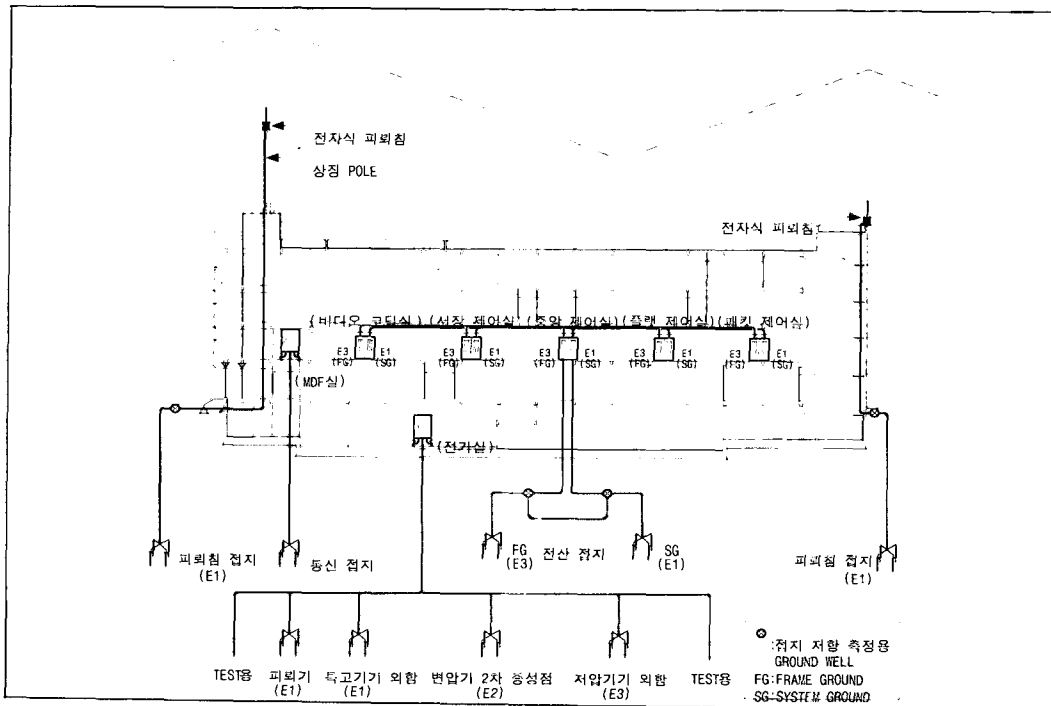 전자식 피뢰침
상징 POLE
전자식 피뢰침
(비디오 코딩실) (서장 제어실) (중앙 제어실) (플랫 제어실) (패킷 제어실)
E3 (FG) E1 (SG) E3 (FG) E1 (SG) E3 (FG) E1 (SG) E3 (FG) E1 (SG) E3 (FG) E1 (SG)
(MDF실)
(전기실)
피뢰침 접지
(E1)
통신 접지
FG
(E3)
전산 접지
SG
(E1)
피뢰침 접지
(E1)
TEST용
피뢰기
(E1)
특고기기 외함
(E1)
변압기 2차 중성점
(E2)
저압기기 외함
(E3)
TEST용
:접지 저항 측정용
GROUND WELL
FG:FRAME GROUND
SG:SYSTEM GROUND